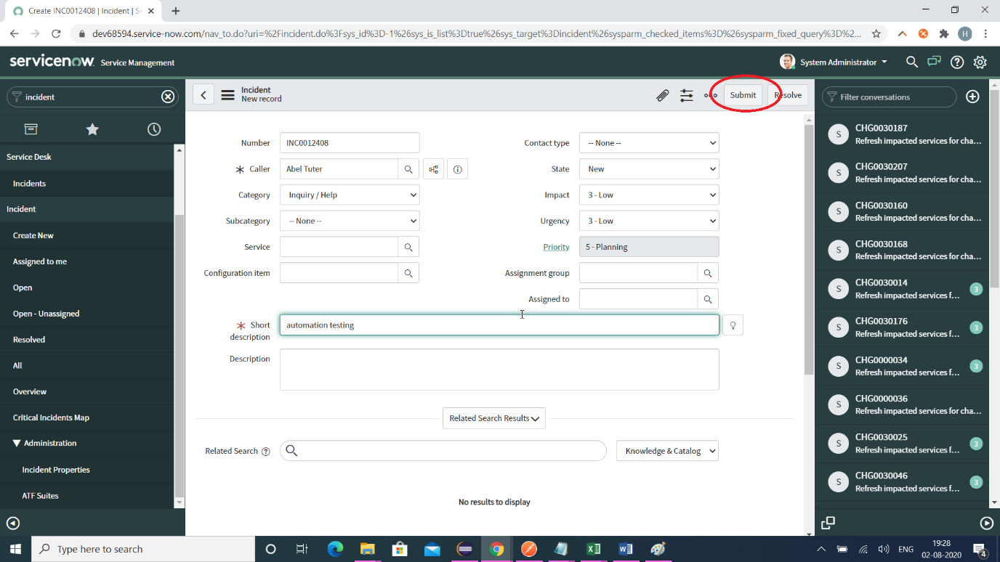 Create INC0012408 | Incident | Se
dev68594.service-now.com/nav_to.do?uri=%2Fincident.do%3Fsys_id%3D-1%26sys_is_list%3Dtrue%26sys_target%3Dincident%26sysparm_checked_items%3D%26sysparm_fixed_query%3D%2...
H
servicenow Service Management
System Administrator
incident
Incident
New record
Submit
Resolve
Filter conversations
Service Desk
Incidents
Incident
Create New
Assigned to me
Open
Open - Unassigned
Resolved
All
Overview
Critical Incidents Map
Administration
Incident Properties
ATF Suites
Number INC0012408
Caller Abel Tuter
Category Inquiry / Help
Subcategory -- None --
Service
Configuration item
Contact type -- None --
State New
Impact 3 - Low
Urgency 3 - Low
Priority 5 - Planning
Assignment group
Assigned to
Short
description
automation testing
Description
Related Search Results
Related Search Knowledge & Catalog
No results to display
S CHG0030187
Refresh impacted services for cha...
S CHG0030207
Refresh impacted services for cha...
S CHG0030160
Refresh impacted services for cha...
S CHG0030168
Refresh impacted services for cha...
S CHG0030014
Refresh impacted services f... 3
S CHG0030176
Refresh impacted services f... 3
S CHG0000034
Refresh impacted services f... 3
S CHG0000036
Refresh impacted services for cha...
S CHG0030025
Refresh impacted services f... 3
S CHG0030046
Refresh impacted services f... 3
Type here to search
ENG
19:28
02-08-2020
4